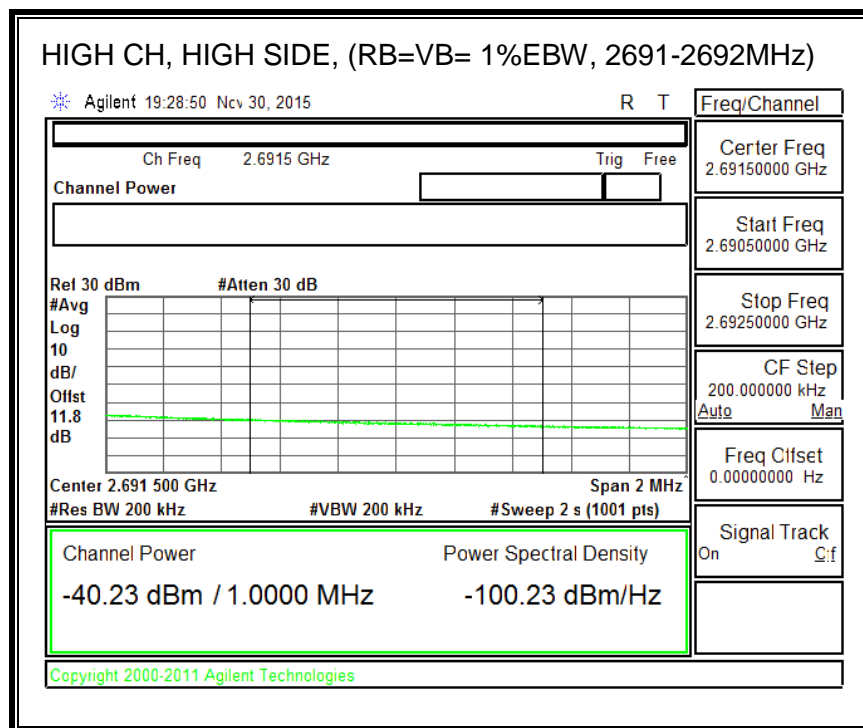 HIGH CH, HIGH SIDE, (RB=VB= 1%EBW, 2691-2692MHz)
Agilent 19:28:50 Nov 30, 2015 R T
Freq/Channel
Ch Freq 2.6915 GHz Trig Free
Channel Power
Center Freq
2.69150000 GHz
Start Freq
2.69050000 GHz
Stop Freq
2.69250000 GHz
CF Step
200.000000 kHz
Auto Man
Freq Offset
0.00000000 Hz
Signal Track
On Off
Ref 30 dBm #Atten 30 dB
#Avg
Log
10
dB/
Offst
11.8
dB
Center 2.691 500 GHz Span 2 MHz
#Res BW 200 kHz #VBW 200 kHz #Sweep 2 s (1001 pts)
Channel Power Power Spectral Density
-40.23 dBm / 1.0000 MHz -100.23 dBm/Hz
Copyright 2000-2011 Agilent Technologies